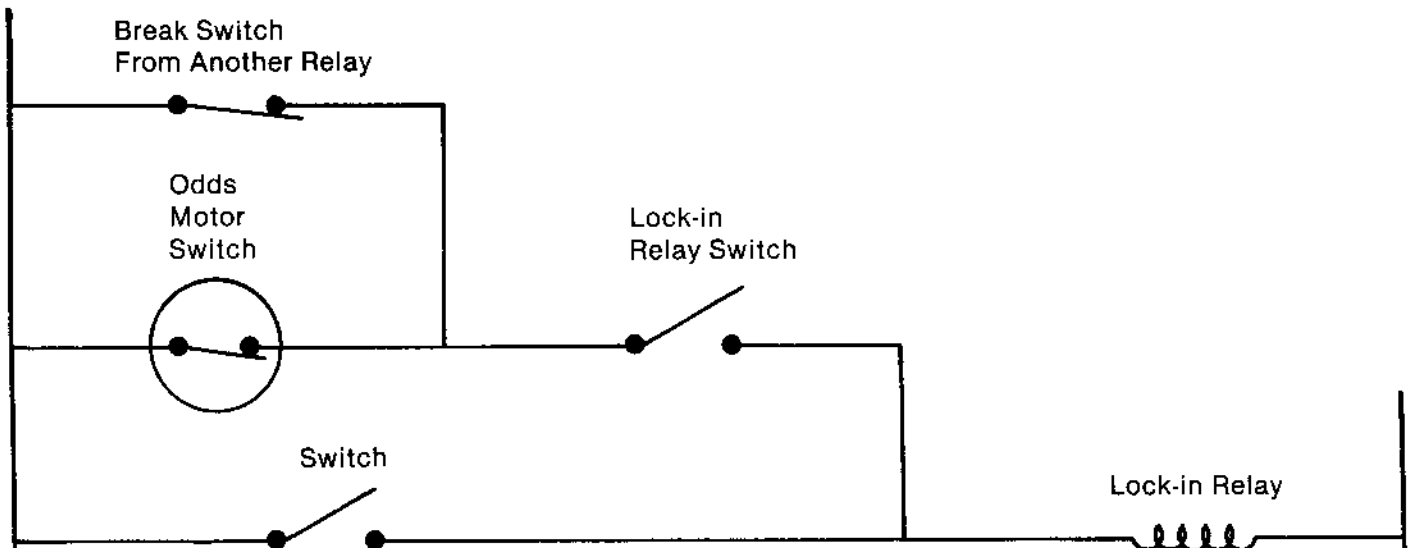 Break Switch
From Another Relay
Odds
Motor
Switch
Lock-in
Relay Switch
Switch
Lock-in Relay